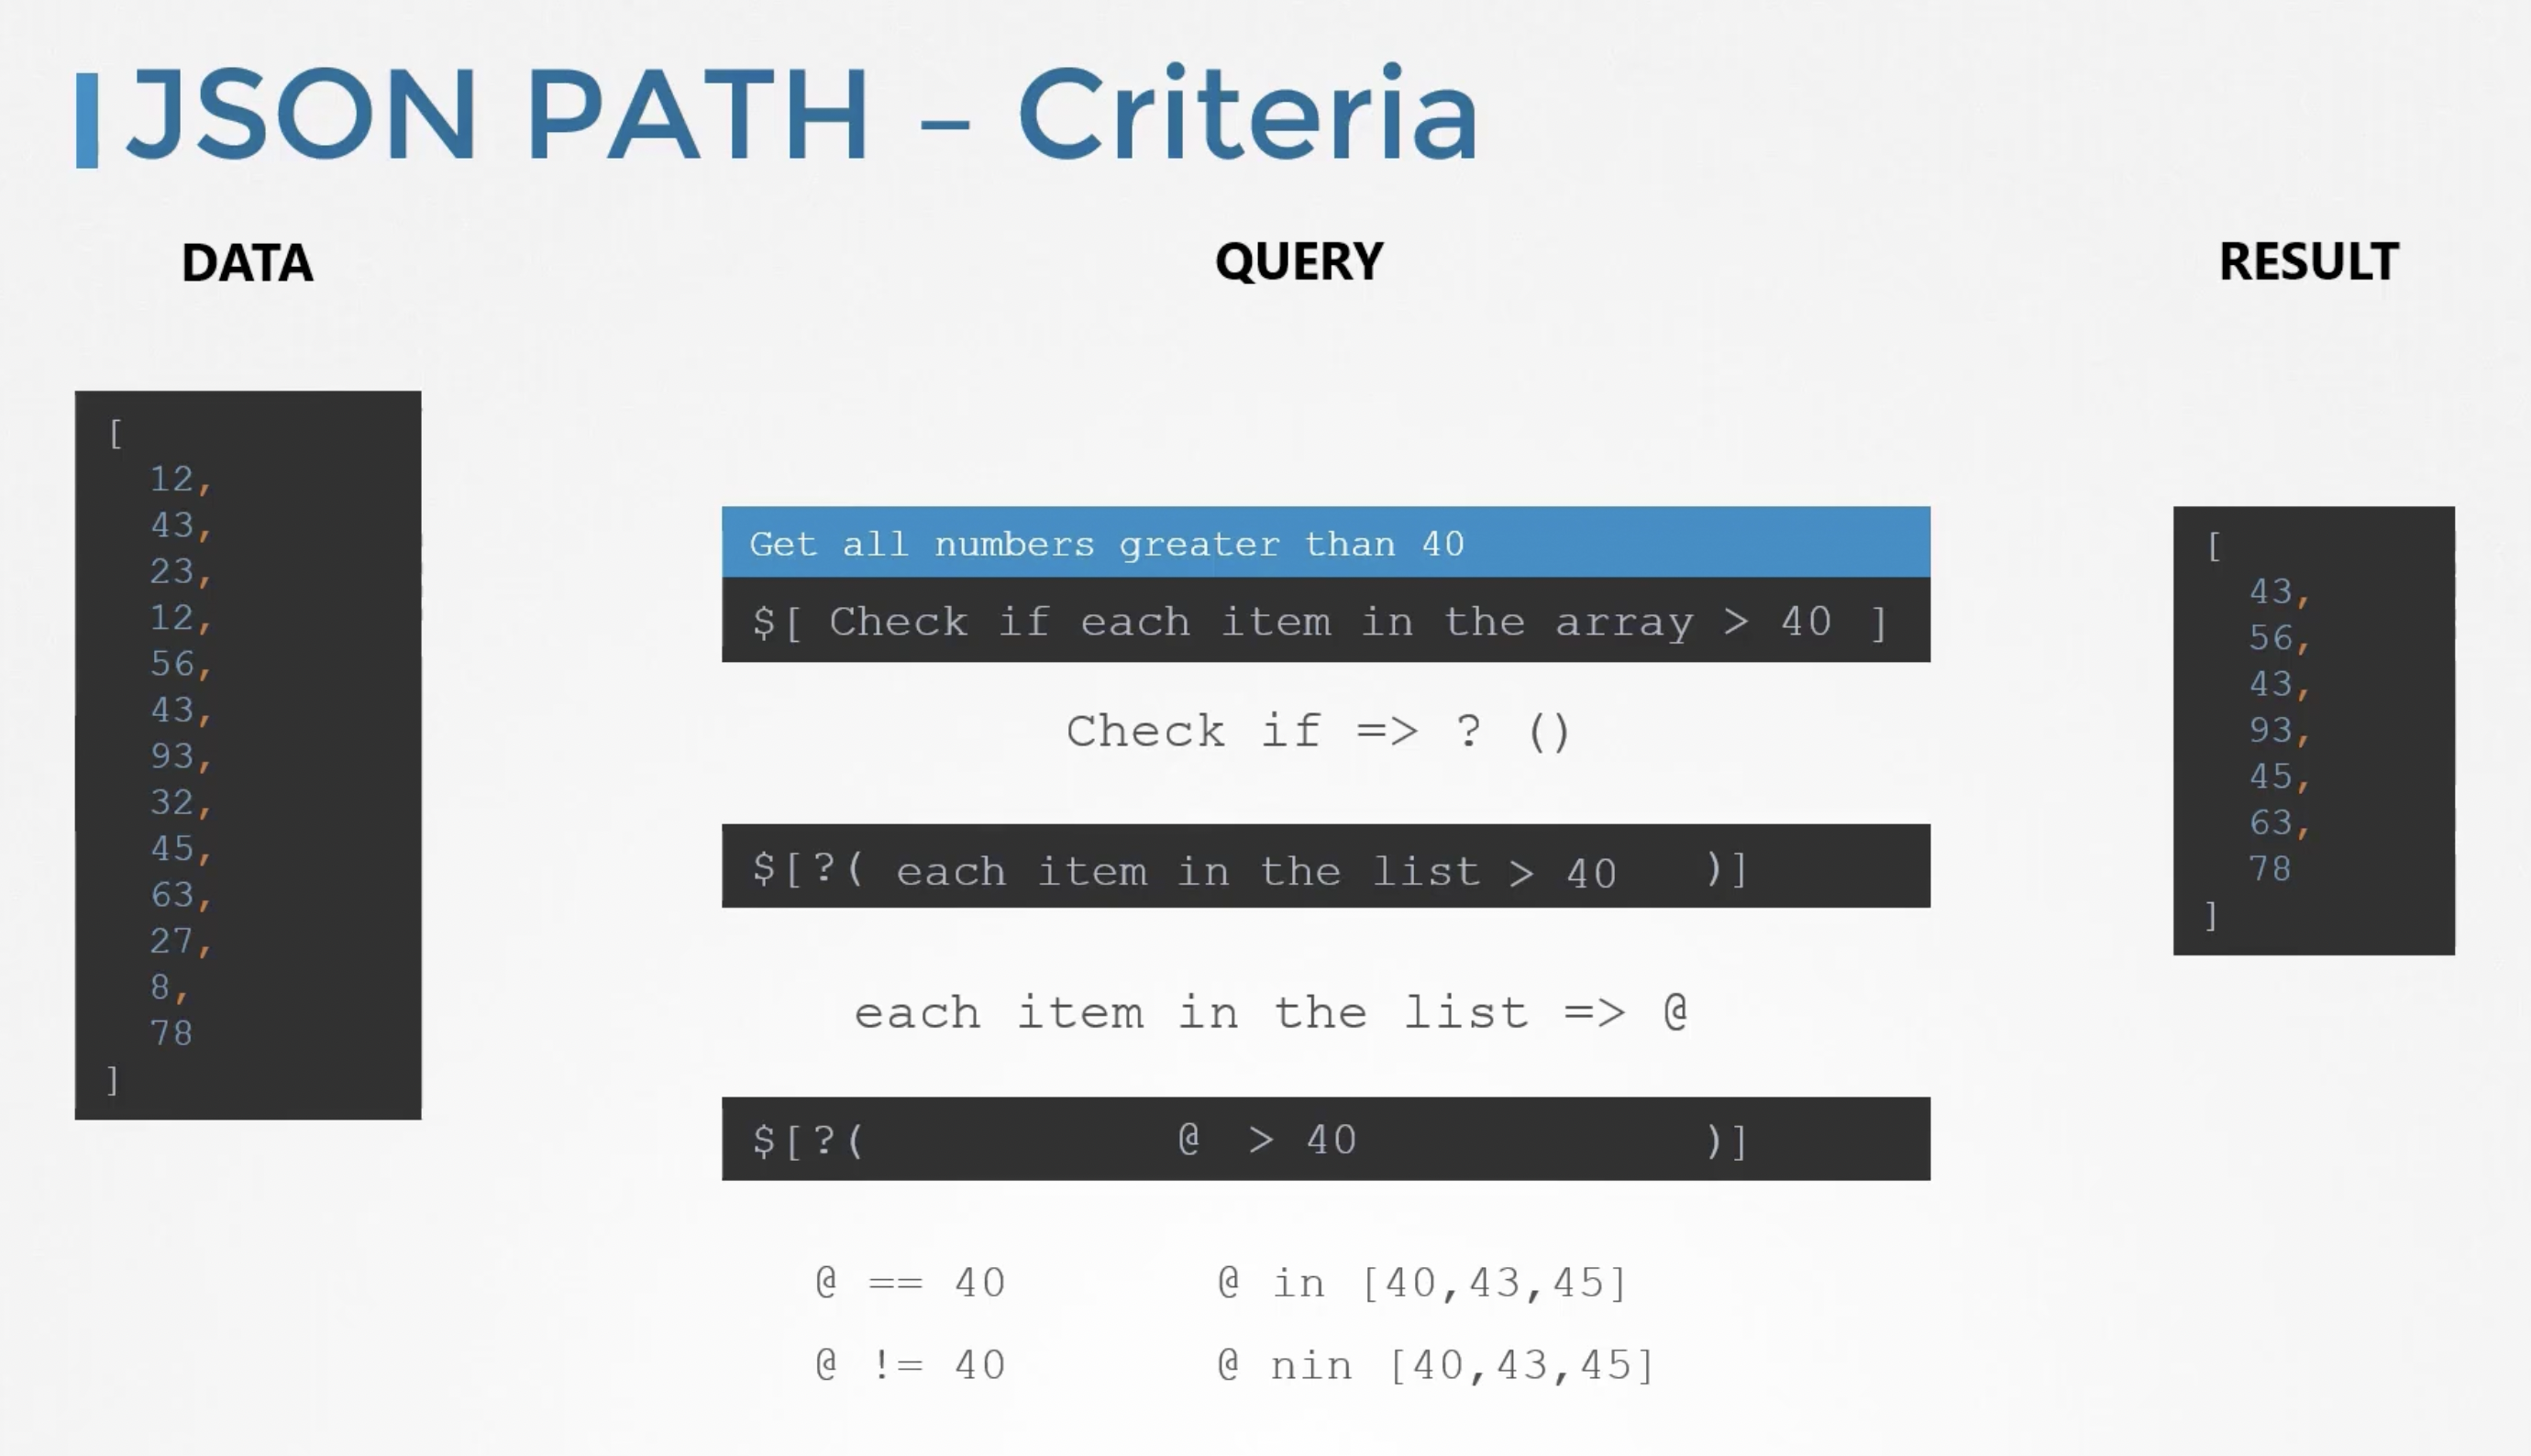 JSON PATH – Criteria
DATA
QUERY
RESULT
[
12,
43,
23,
12,
56,
43,
93,
32,
45,
63,
27,
8,
78
]
Get all numbers greater than 40
$[ Check if each item in the array > 40 ]
Check if => ? ()
$[?( each item in the list > 40 )]
each item in the list => @
$[?( @ > 40 )]
@ == 40
@ in [40,43,45]
@ != 40
@ nin [40,43,45]
[
43,
56,
43,
93,
45,
63,
78
]